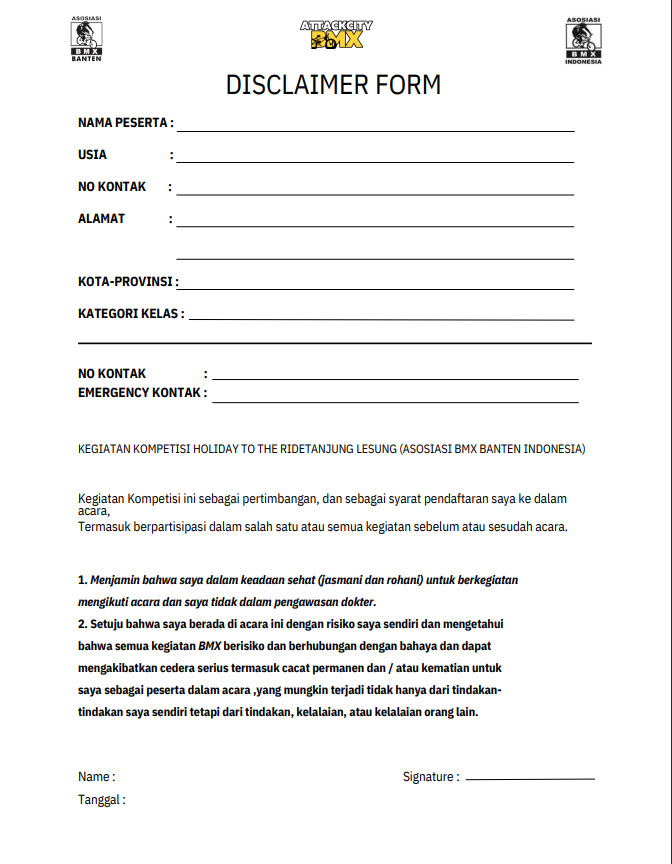 ASOSIASI
BMX
BANTEN
ATTACKCITY
BMX
ASOSIASI
BMX
INDONESIA
DISCLAIMER FORM
NAMA PESERTA :
USIA :
NO KONTAK :
ALAMAT :
KOTA-PROVINSI :
KATEGORI KELAS :
NO KONTAK :
EMERGENCY KONTAK :
KEGIATAN KOMPETISI HOLIDAY TO THE RIDETANJUNG LESUNG (ASOSIASI BMX BANTEN INDONESIA)
Kegiatan Kompetisi ini sebagai pertimbangan, dan sebagai syarat pendaftaran saya ke dalam
acara,
Termasuk berpartisipasi dalam salah satu atau semua kegiatan sebelum atau sesudah acara.
1. Menjamin bahwa saya dalam keadaan sehat (jasmani dan rohani) untuk berkegiatan
mengikuti acara dan saya tidak dalam pengawasan dokter.
2. Setuju bahwa saya berada di acara ini dengan risiko saya sendiri dan mengetahui
bahwa semua kegiatan BMX berisiko dan berhubungan dengan bahaya dan dapat
mengakibatkan cedera serius termasuk cacat permanen dan / atau kematian untuk
saya sebagai peserta dalam acara ,yang mungkin terjadi tidak hanya dari tindakan-
tindakan saya sendiri tetapi dari tindakan, kelalaian, atau kelalaian orang lain.
Name : Signature :
Tanggal :